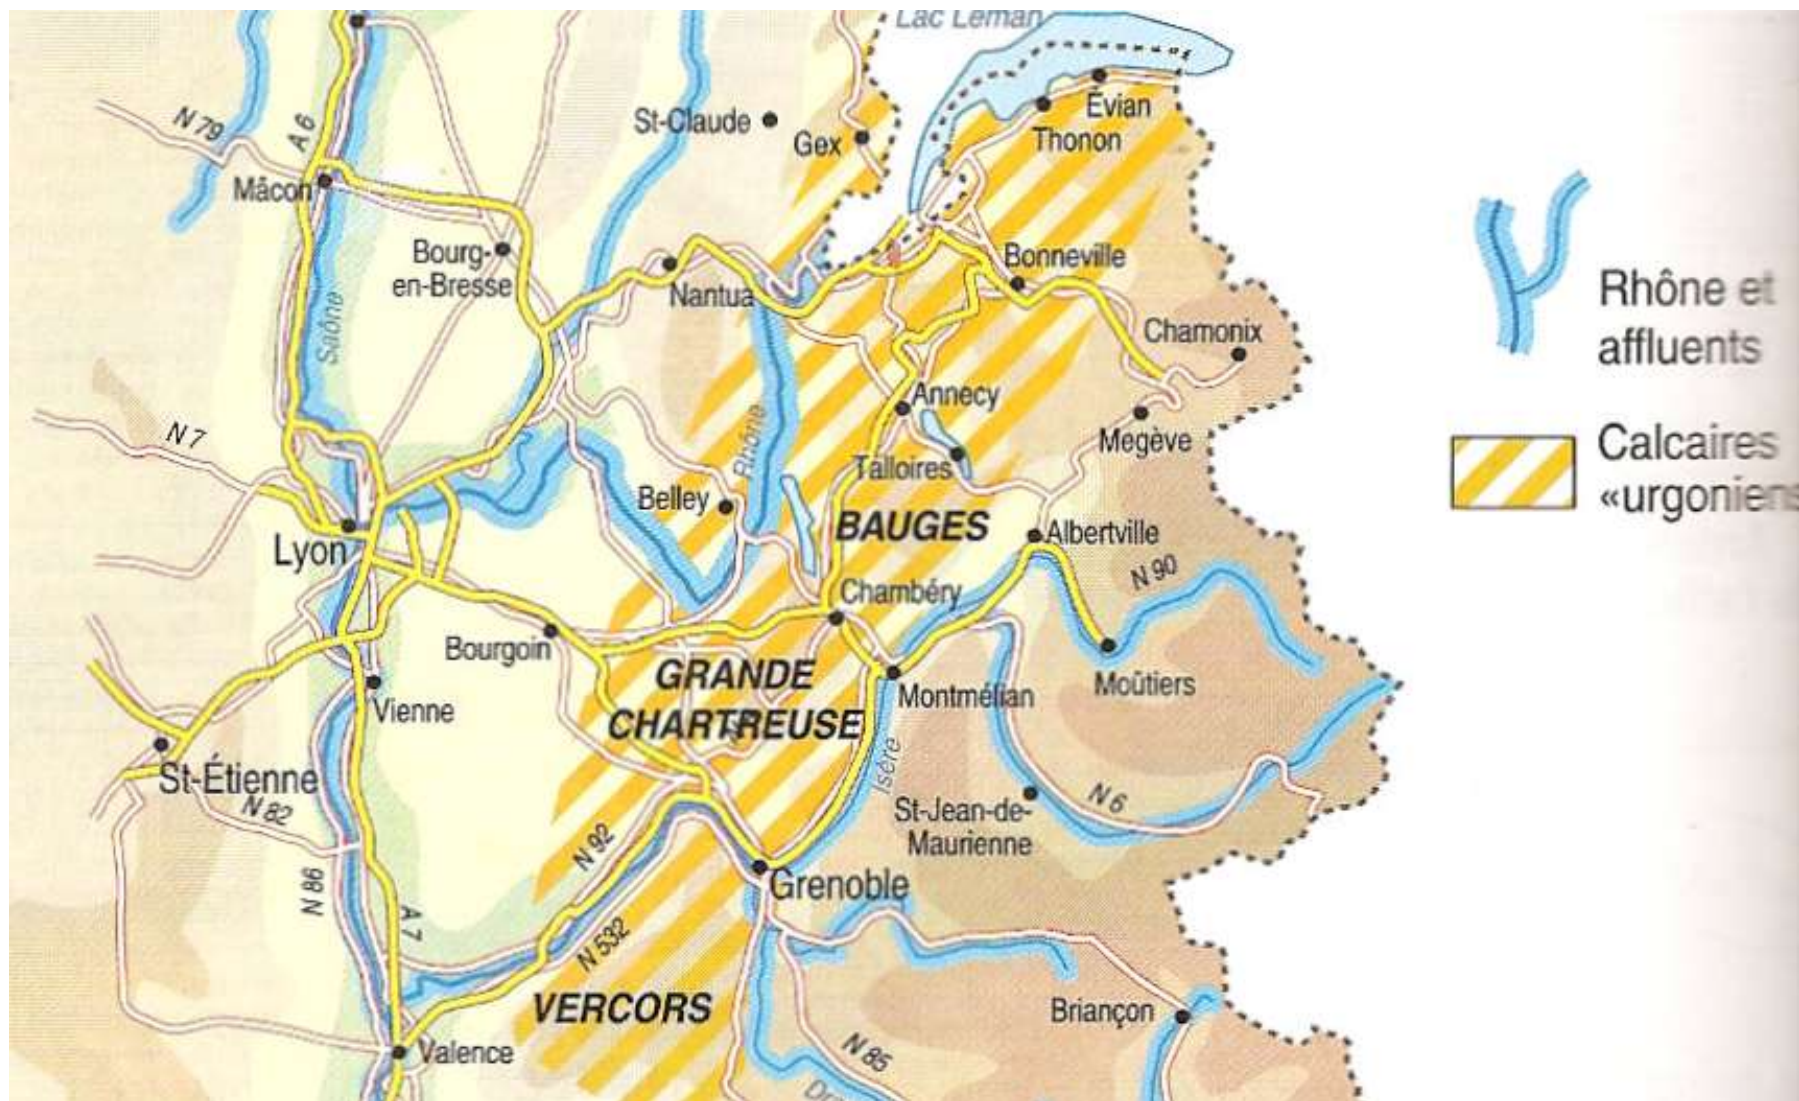 Lac Léman
Évian
Thonon
St-Claude
Gex
N 79
A 6
Mâcon
Bourg-
en-Bresse
Nantua
Bonneville
Saône
Chamonix
Annecy
Megève
N 7
Rhône
Talloires
Belley
BAUGES
Albertville
Lyon
N 90
Chambéry
Bourgoin
GRANDE
CHARTREUSE
Montmélian
Moûtiers
Vienne
Isère
St-Étienne
N 82
St-Jean-de-
Maurienne
N 6
N 92
N 86
Grenoble
A 7
N 532
VERCORS
Briançon
Valence
N 85
Rhône et
affluents
Calcaires
«urgoniens